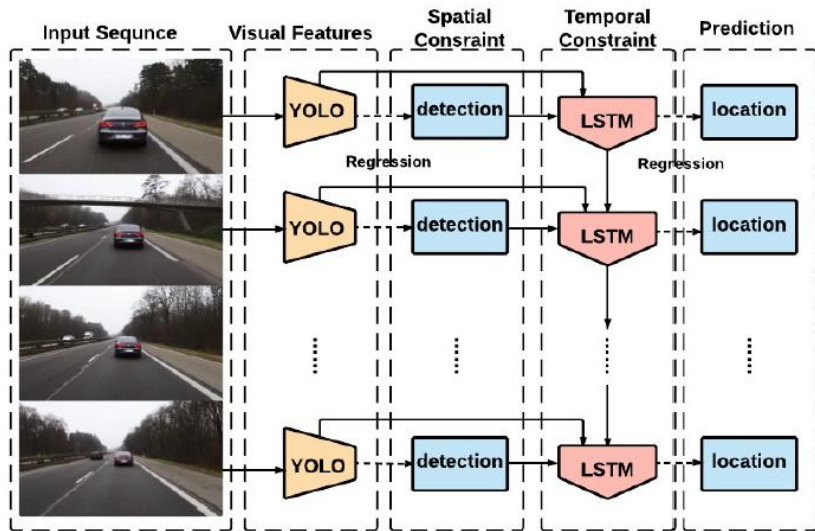 Input Sequnce
Visual Features
Spatial
Consraint
Temporal
Constraint
Prediction
YOLO
detection
LSTM
location
Regression
Regression
YOLO
detection
LSTM
location
YOLO
detection
LSTM
location